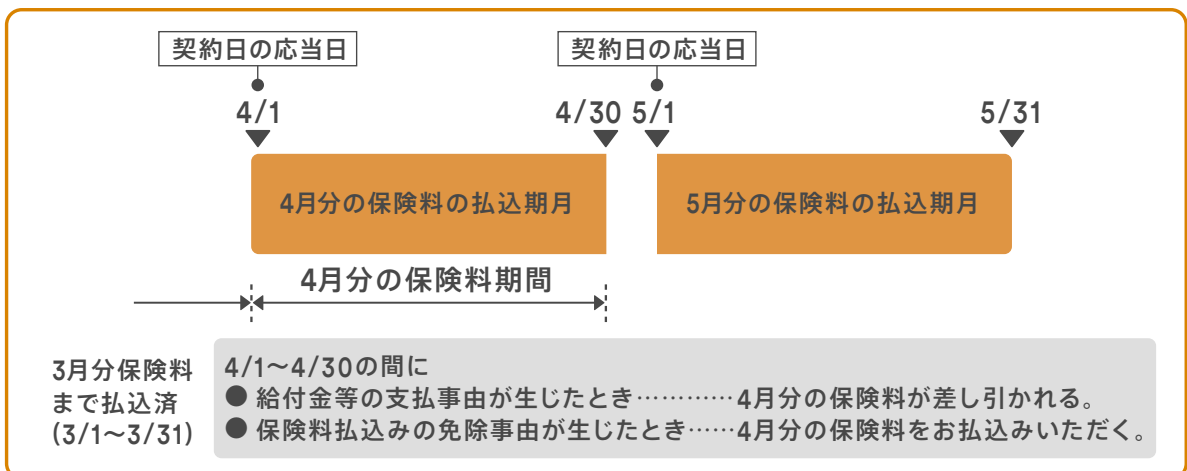 契約日の応当日 契約日の応当日
4/1 4/30 5/1 5/31
4月分の保険料の払込期月 5月分の保険料の払込期月
4月分の保険料期間
3月分保険料
まで払込済
(3/1～3/31)
4/1～4/30の間に
● 給付金等の支払事由が生じたとき…………4月分の保険料が差し引かれる。
● 保険料払込みの免除事由が生じたとき……4月分の保険料をお払込みいただく。